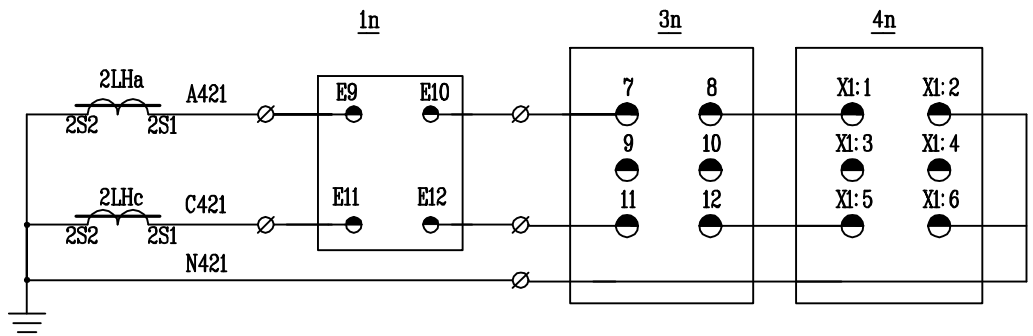 1n 3n 4n
2LHa A421 E9 E10 7 8 X1:1 X1:2
2S2 2S1
9 10 X1:3 X1:4
2LHc C421 E11 E12 11 12 X1:5 X1:6
2S2 2S1
N421